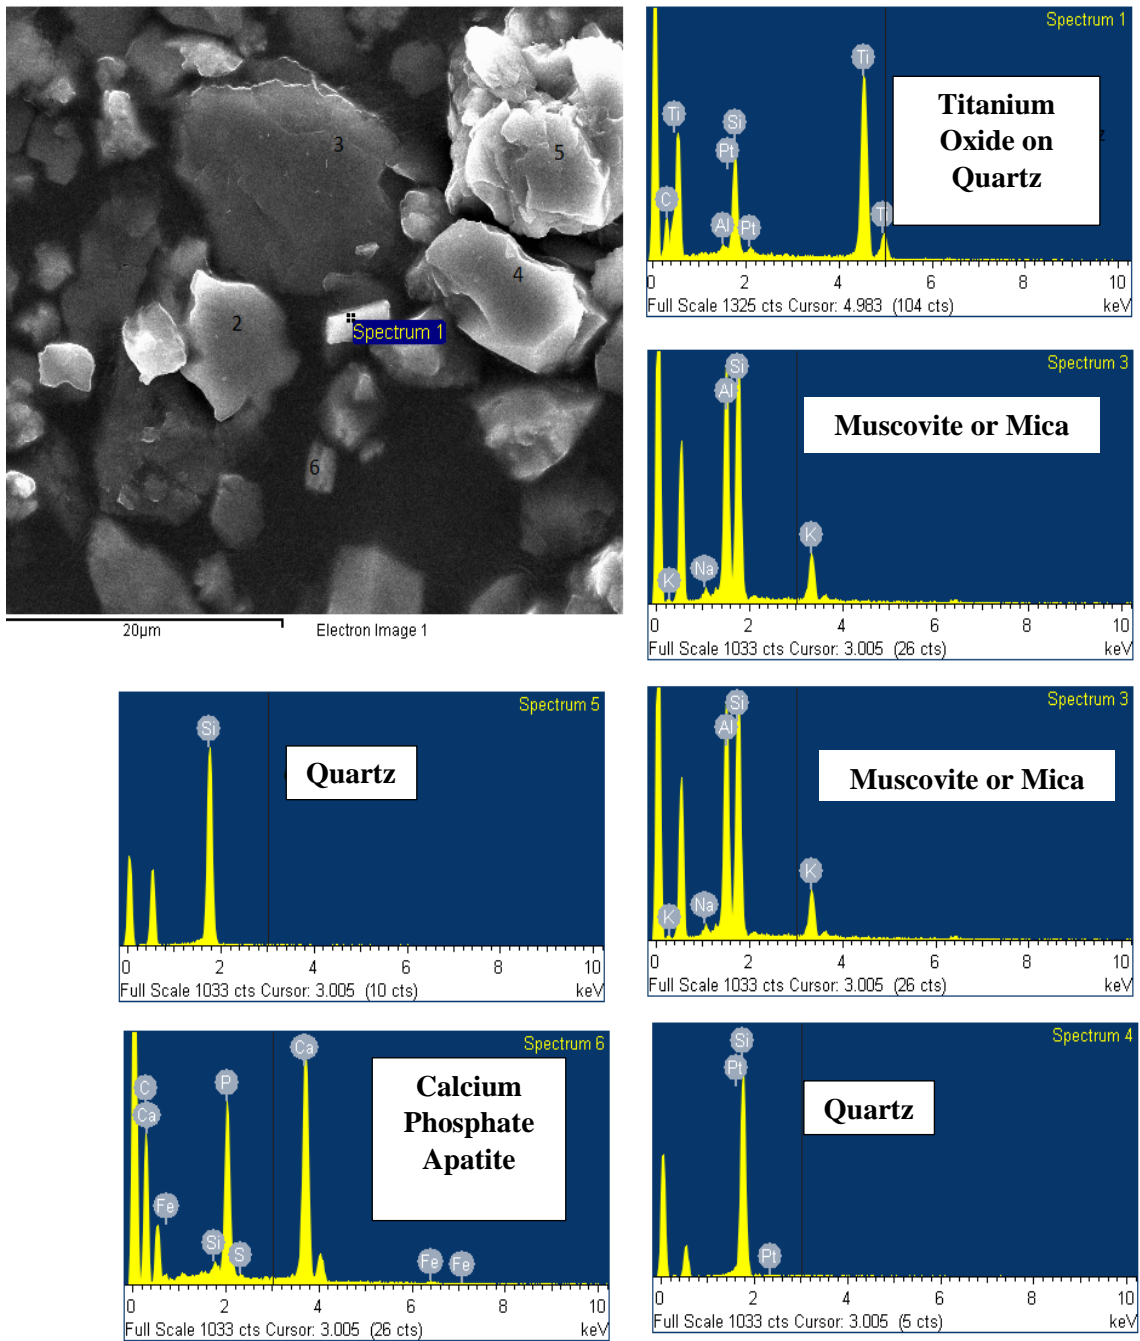 3
5
4
2
Spectrum 1
6
20µm
Electron Image 1
Spectrum 1
Ti
Ti
Si
Pt
C
Al
Pt
Ti
Titanium
Oxide on
Quartz
0 2 4 6 8 10
Full Scale 1325 cts Cursor: 4.983 (104 cts) keV
Spectrum 3
Si
Al
K
Na
K
Muscovite or Mica
0 2 4 6 8 10
Full Scale 1033 cts Cursor: 3.005 (26 cts) keV
Spectrum 5
Si
Quartz
0 2 4 6 8 10
Full Scale 1033 cts Cursor: 3.005 (10 cts) keV
Spectrum 3
Si
Al
K
Na
K
Muscovite or Mica
0 2 4 6 8 10
Full Scale 1033 cts Cursor: 3.005 (26 cts) keV
Spectrum 6
Ca
C
P
Ca
Fe
Si
S
Fe
Fe
Calcium
Phosphate
Apatite
0 2 4 6 8 10
Full Scale 1033 cts Cursor: 3.005 (26 cts) keV
Spectrum 4
Si
Pt
Pt
Quartz
0 2 4 6 8 10
Full Scale 1033 cts Cursor: 3.005 (5 cts) keV